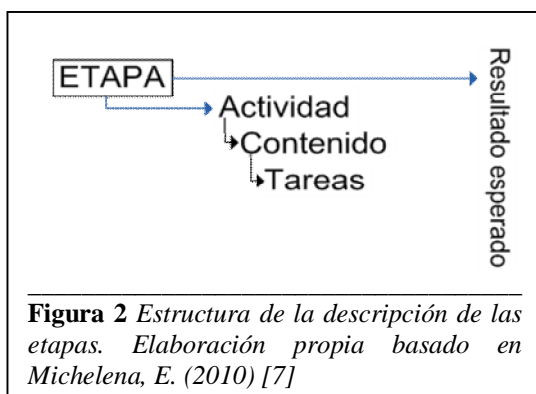 ETAPA
Resultado esperado
Actividad
Contenido
Tareas
Figura 2 Estructura de la descripción de las
etapas. Elaboración propia basado en
Michelena, E. (2010) [7]